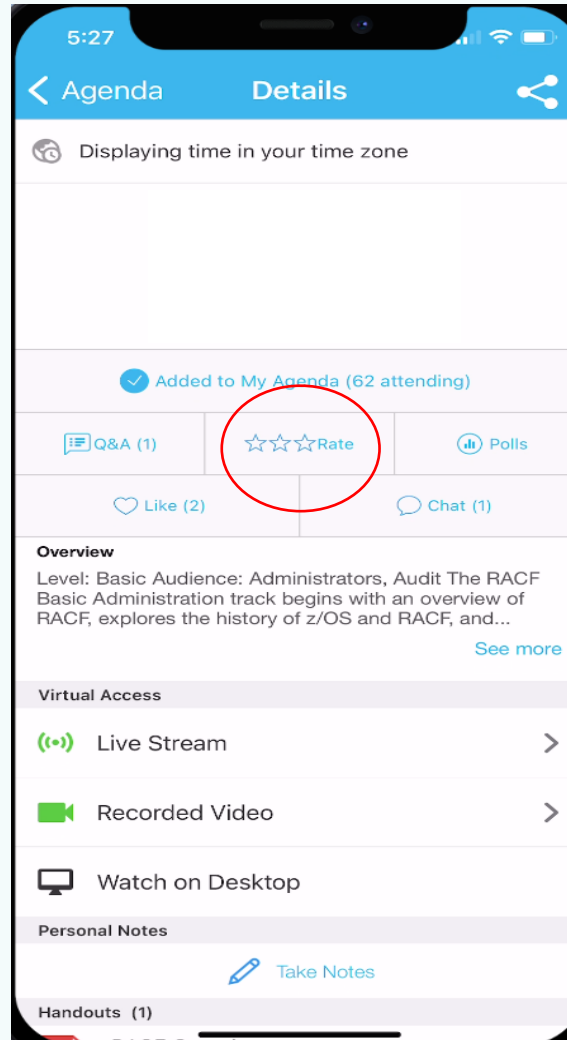 5:27
Agenda
Details
Displaying time in your time zone
Added to My Agenda (62 attending)
Q&A (1)
Rate
Polls
Like (2)
Chat (1)
Overview
Level: Basic Audience: Administrators, Audit The RACF
Basic Administration track begins with an overview of
RACF, explores the history of z/OS and RACF, and...
See more
Virtual Access
Live Stream
Recorded Video
Watch on Desktop
Personal Notes
Take Notes
Handouts (1)